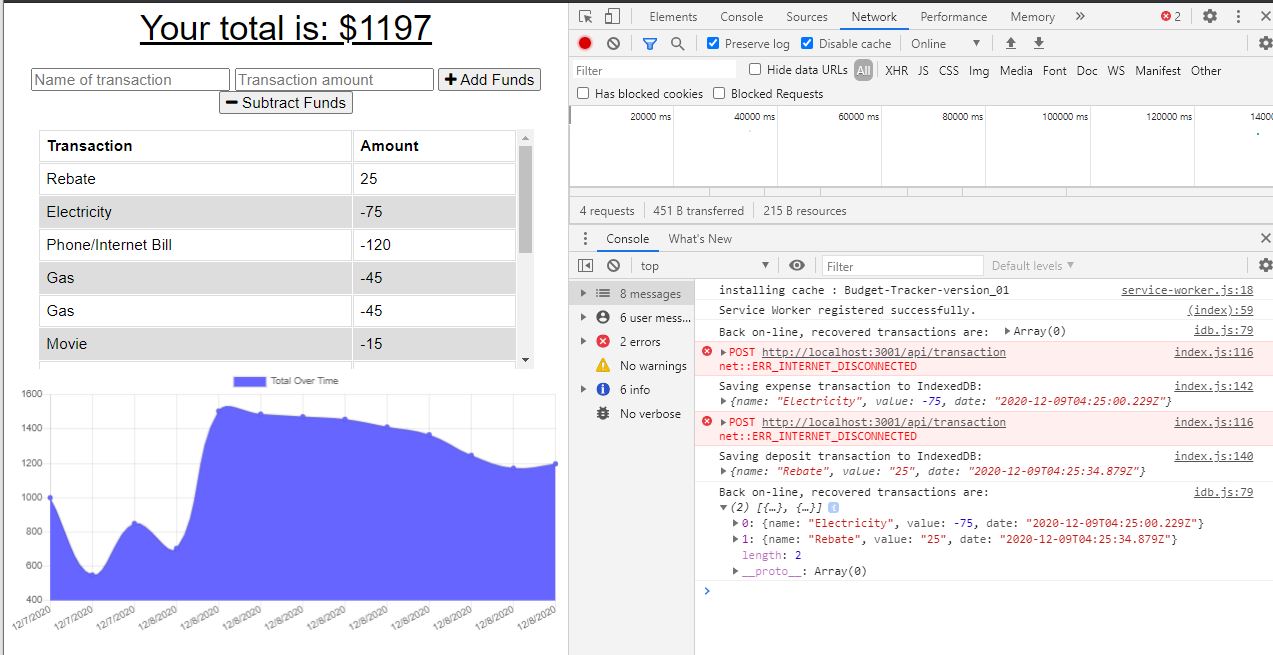 Your total is: $1197
Name of transaction Transaction amount Add Funds
Subtract Funds
Transaction Amount
Rebate 25
Electricity -75
Phone/Internet Bill -120
Gas -45
Gas -45
Movie -15
Total Over Time
1600
1400
1200
1000
800
600
400
12/7/2020 12/7/2020 12/7/2020 12/8/2020 12/8/2020 12/8/2020 12/8/2020 12/8/2020 12/8/2020 12/8/2020 12/8/2020 12/8/2020 12/8/2020
Elements Console Sources Network Performance Memory » 2
Preserve log Disable cache Online
Filter Hide data URLs All XHR JS CSS Img Media Font Doc WS Manifest Other
Has blocked cookies Blocked Requests
20000 ms 40000 ms 60000 ms 80000 ms 100000 ms 120000 ms 14000
4 requests 451 B transferred 215 B resources
Console What's New
top Filter Default levels
8 messages
6 user mess...
2 errors
No warnings
6 info
No verbose
installing cache : Budget-Tracker-version_01 service-worker.js:18
Service Worker registered successfully. (index):59
Back on-line, recovered transactions are: Array(0) idb.js:79
POST http://localhost:3001/api/transaction index.js:116
net::ERR_INTERNET_DISCONNECTED
Saving expense transaction to IndexedDB: index.js:142
{name: "Electricity", value: -75, date: "2020-12-09T04:25:00.229Z"}
POST http://localhost:3001/api/transaction index.js:116
net::ERR_INTERNET_DISCONNECTED
Saving deposit transaction to IndexedDB: index.js:140
{name: "Rebate", value: "25", date: "2020-12-09T04:25:34.879Z"}
Back on-line, recovered transactions are: idb.js:79
(2) [{…}, {…}] i
0: {name: "Electricity", value: -75, date: "2020-12-09T04:25:00.229Z"}
1: {name: "Rebate", value: "25", date: "2020-12-09T04:25:34.879Z"}
length: 2
__proto__: Array(0)